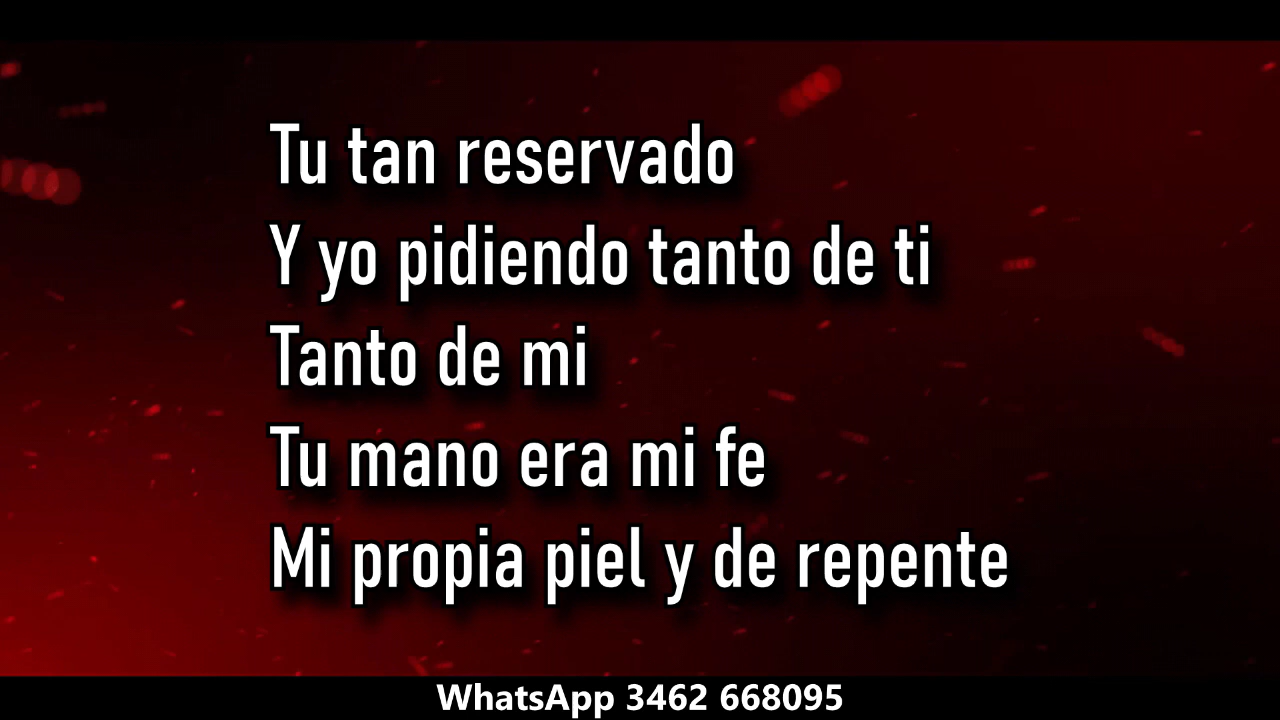 Tu tan reservado
Y yo pidiendo tanto de ti
Tanto de mi
Tu mano era mi fe
Mi propia piel y de repente
WhatsApp 3462 668095